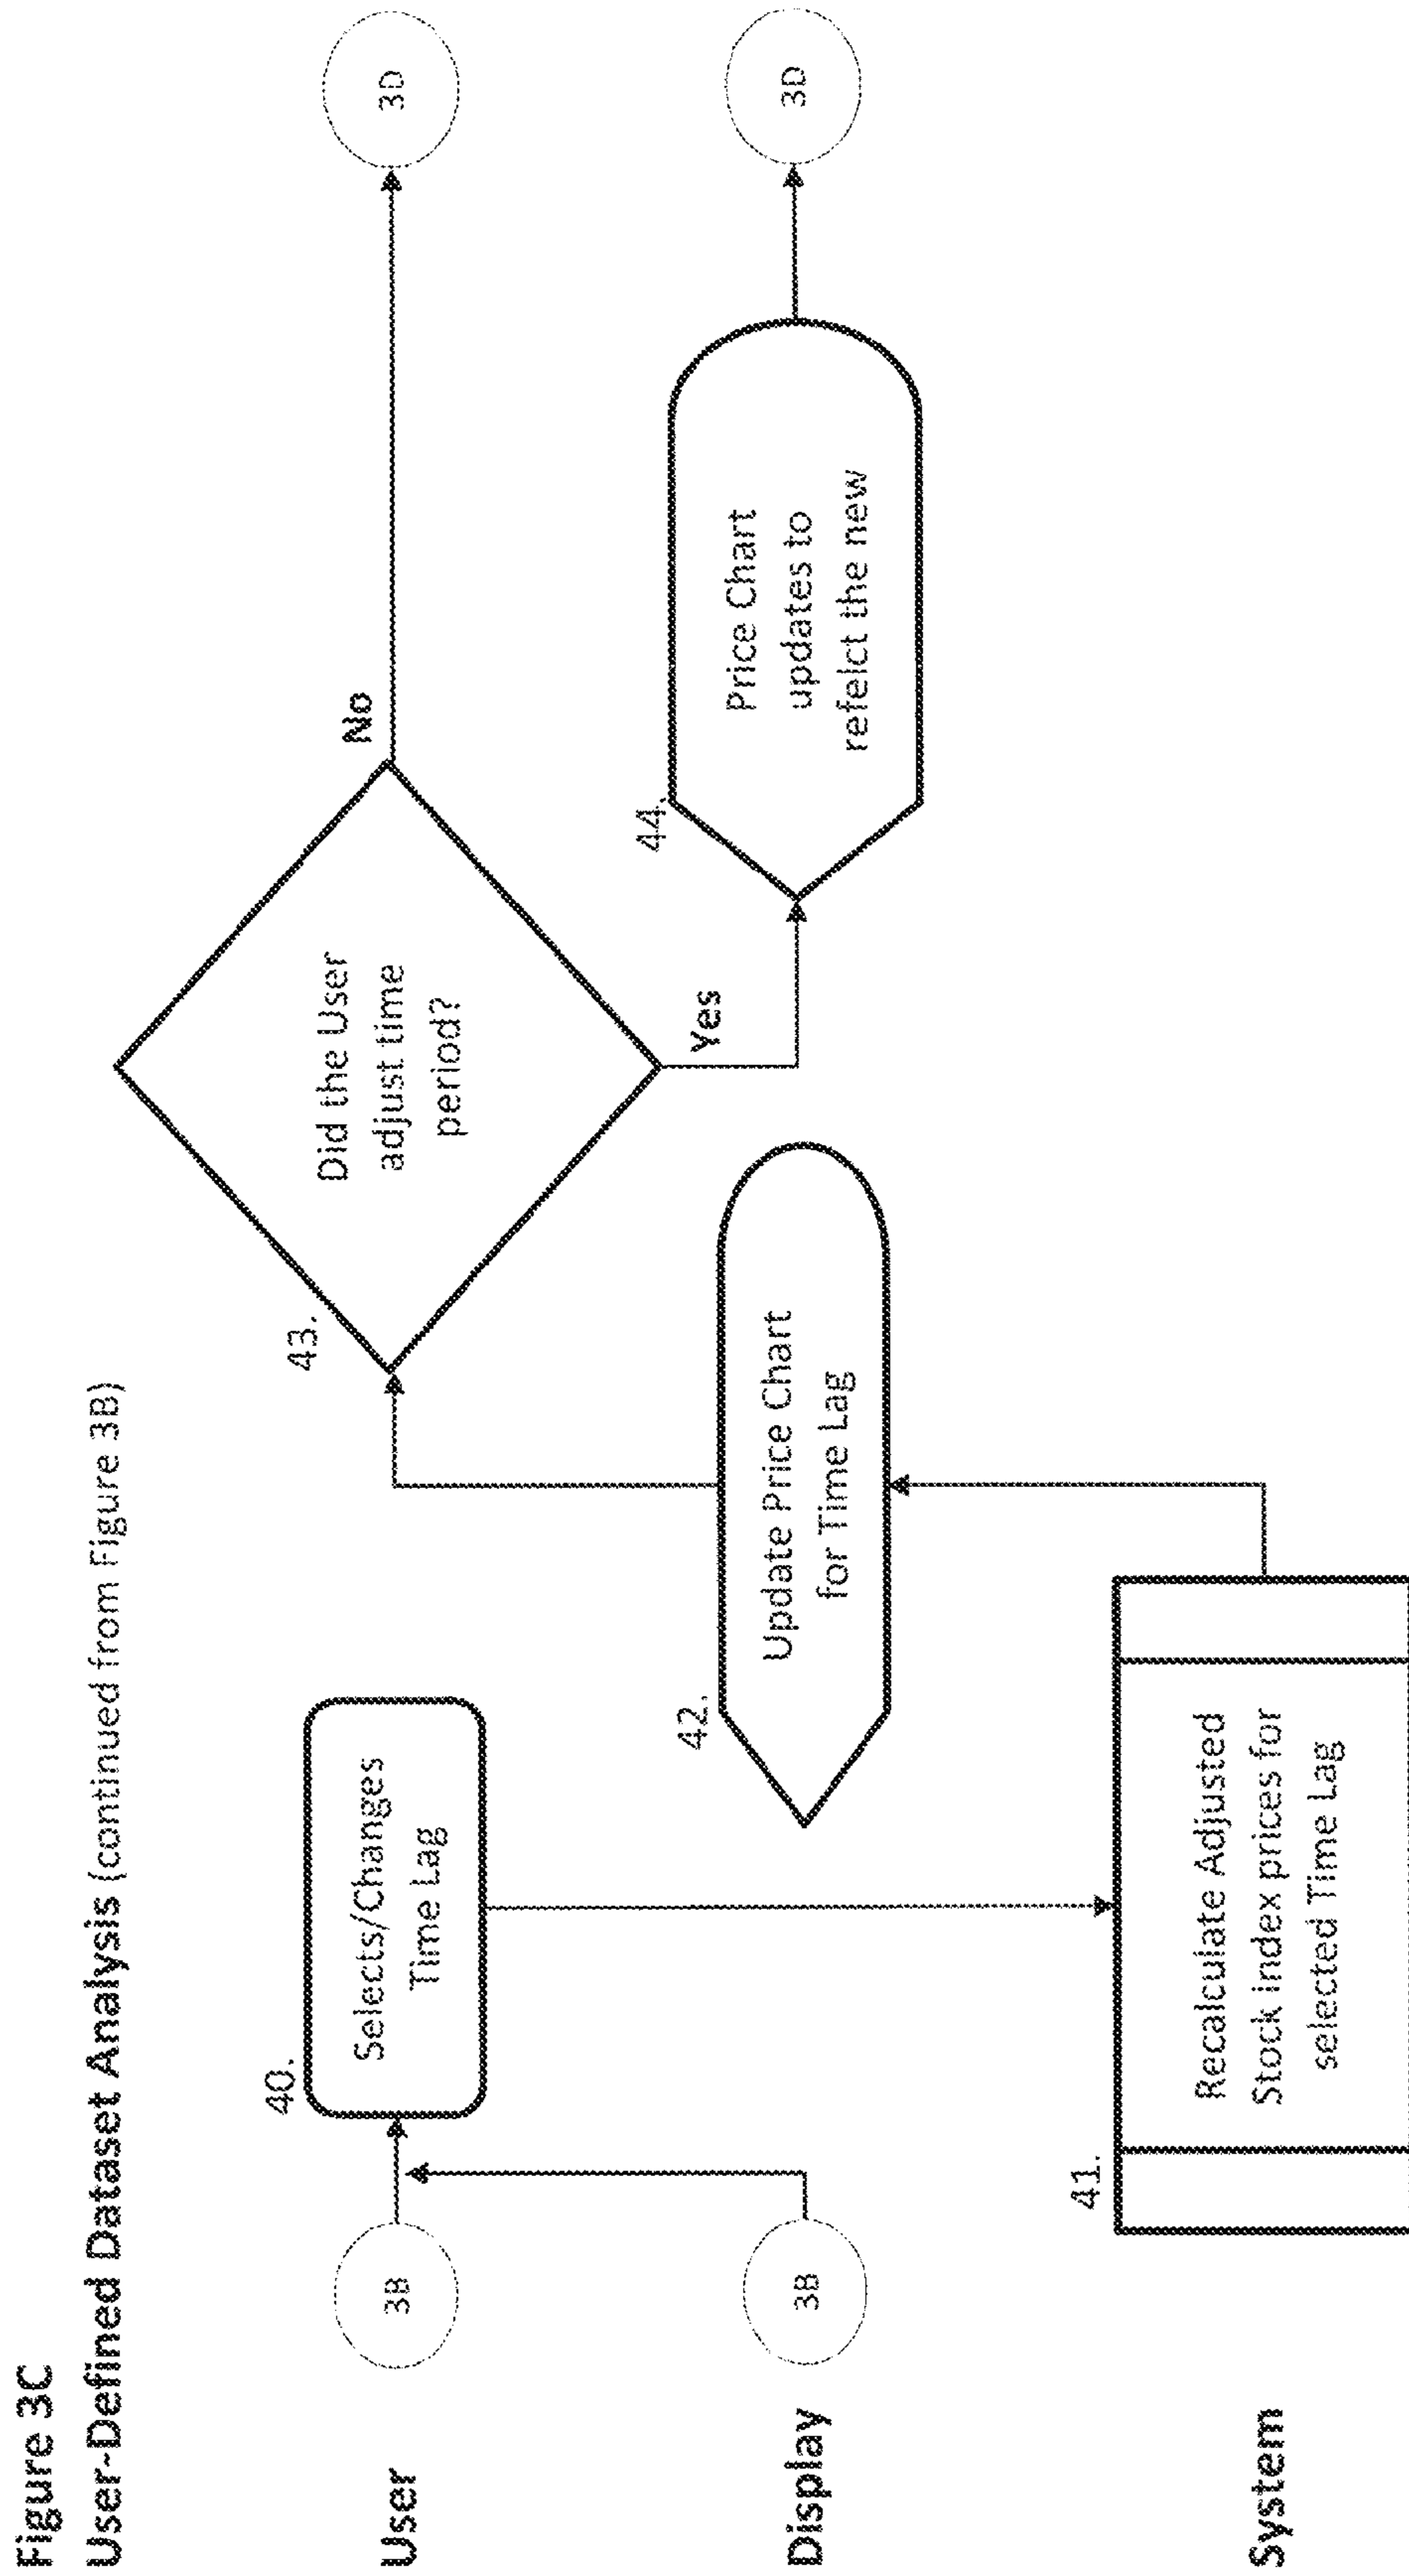 Figure 3C
User-Defined Dataset Analysis (continued from Figure 3B)
User
3B
40.
Selects/Changes
Time Lag
43.
Did the User
adjust time
period?
No
3D
Yes
Display
3B
42.
Update Price Chart
for Time Lag
44.
Price Chart
updates to
refelct the new
3D
System
41.
Recalculate Adjusted
Stock Index prices for
selected Time Lag